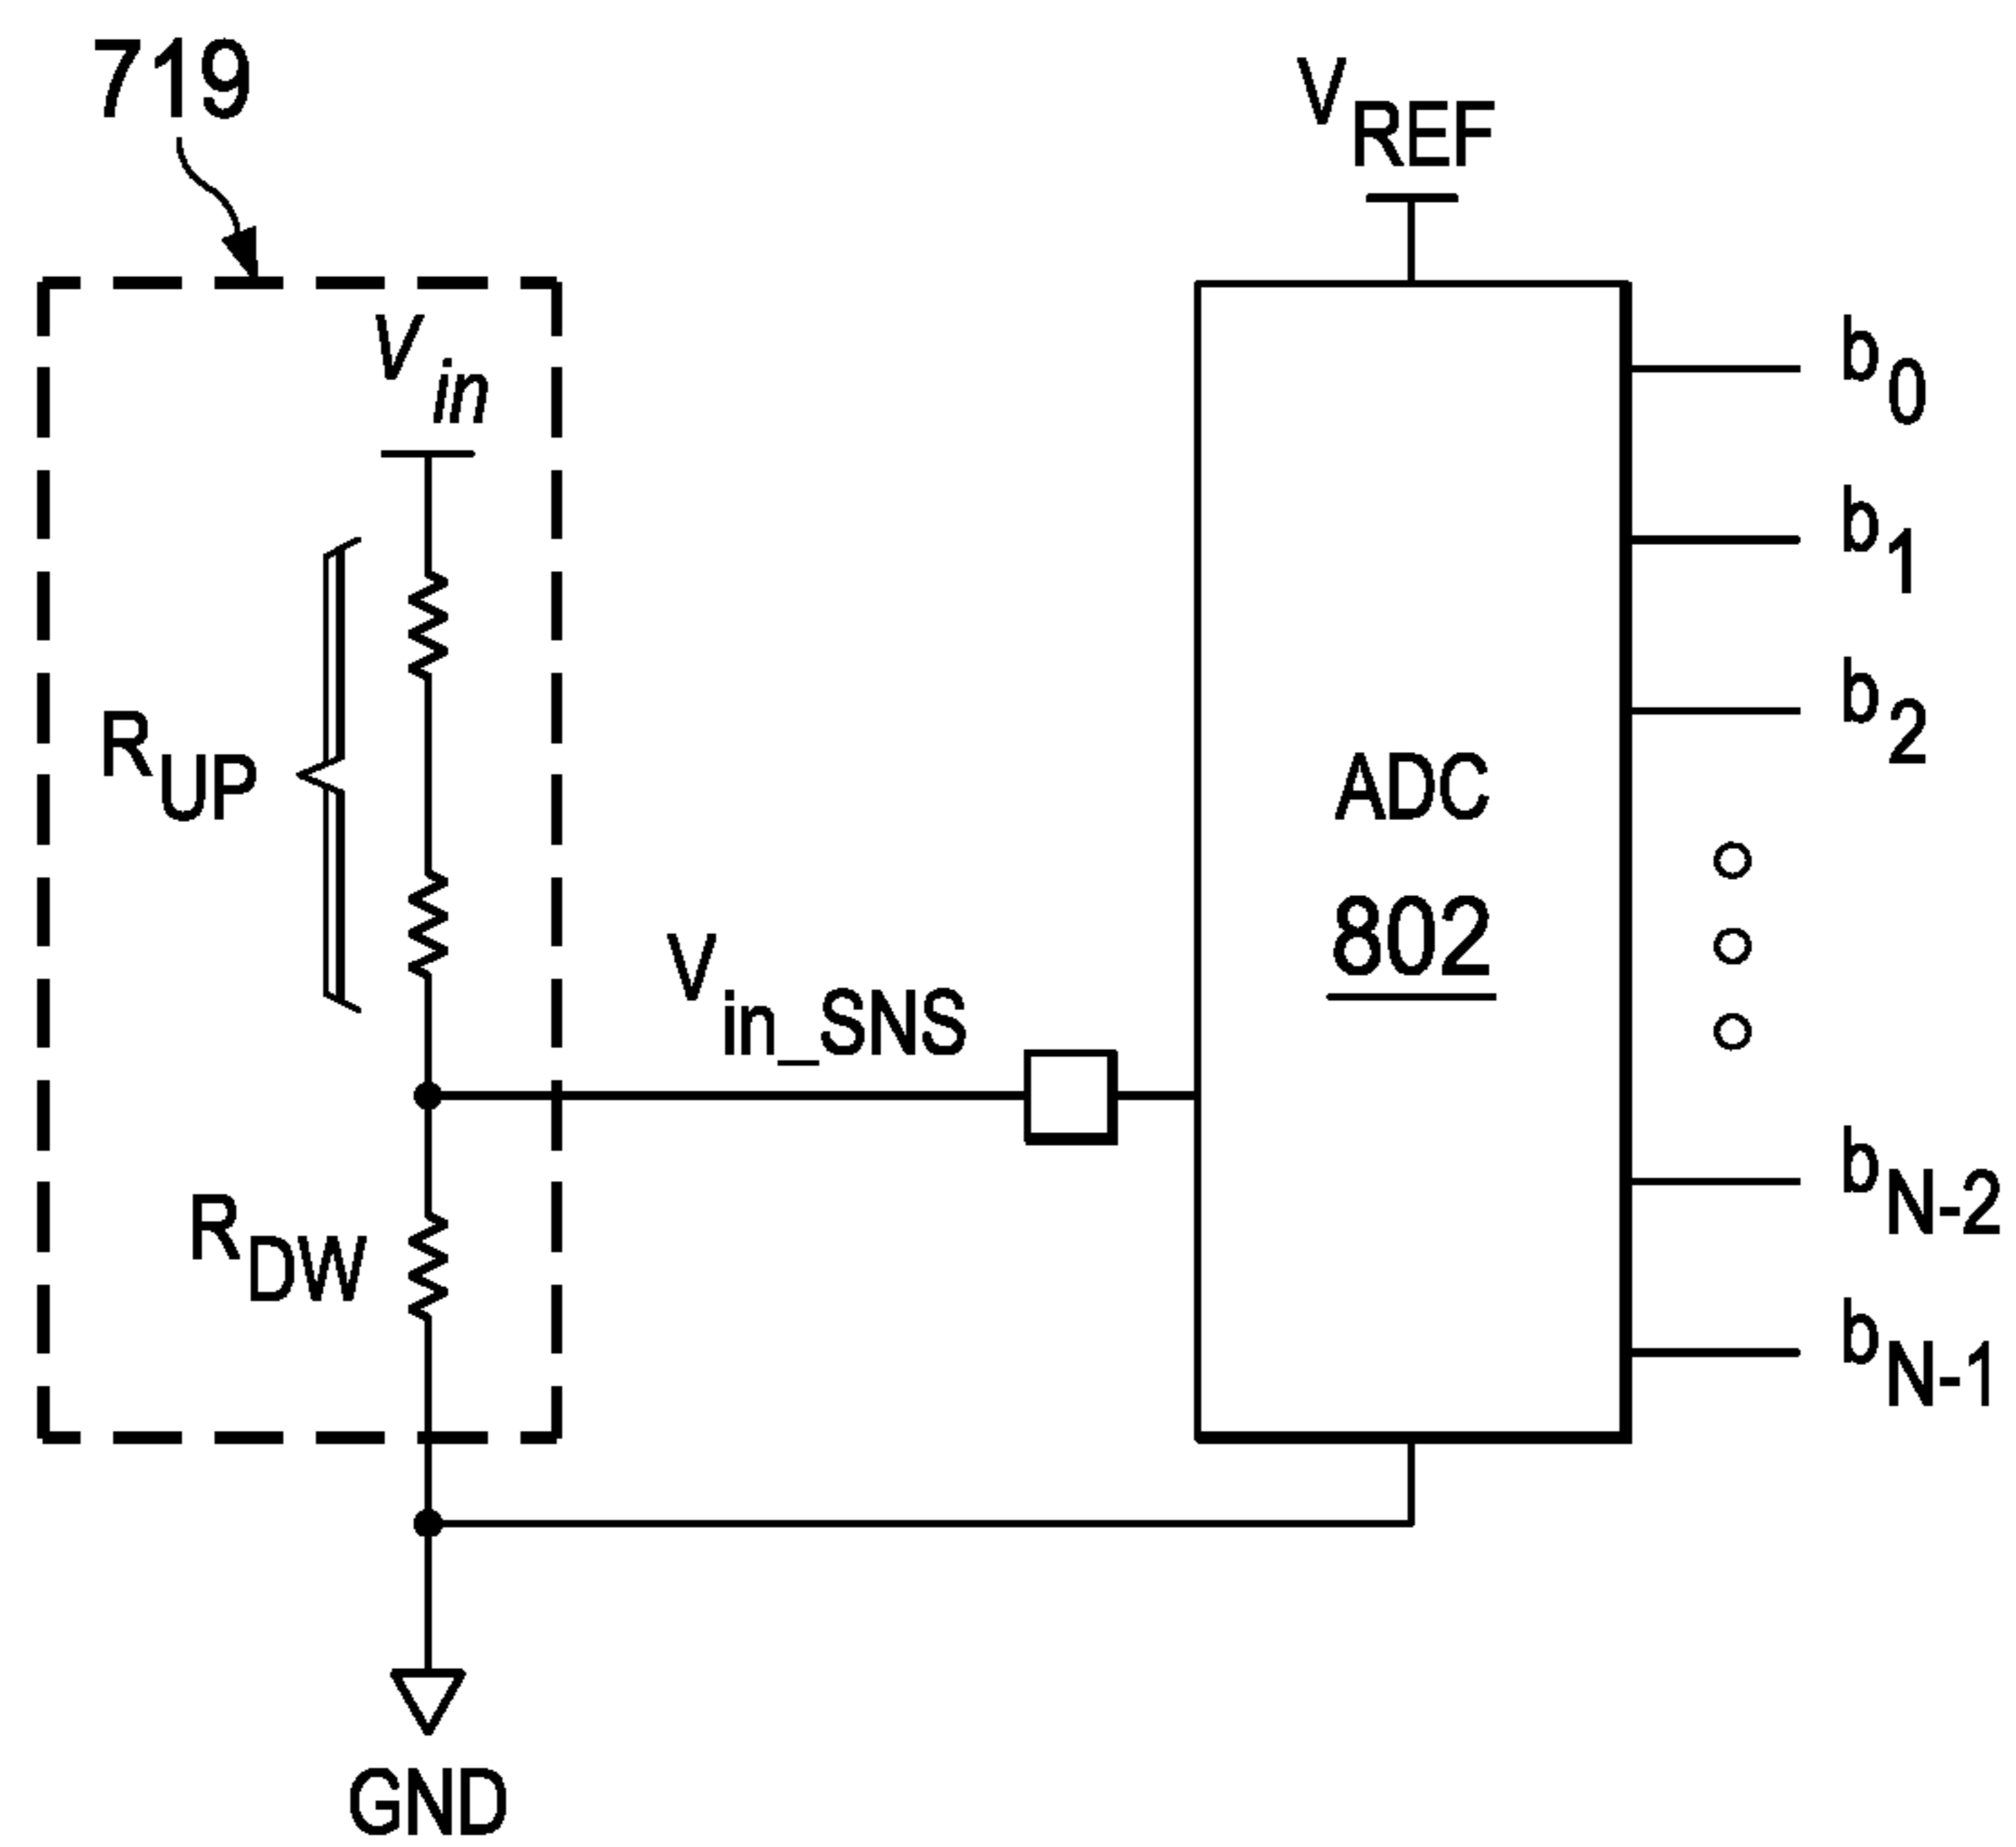 719
V_REF
V_in
b_0
b_1
b_2
R_UP
ADC
802
V_in_SNS
b_N-2
R_DW
b_N-1
GND